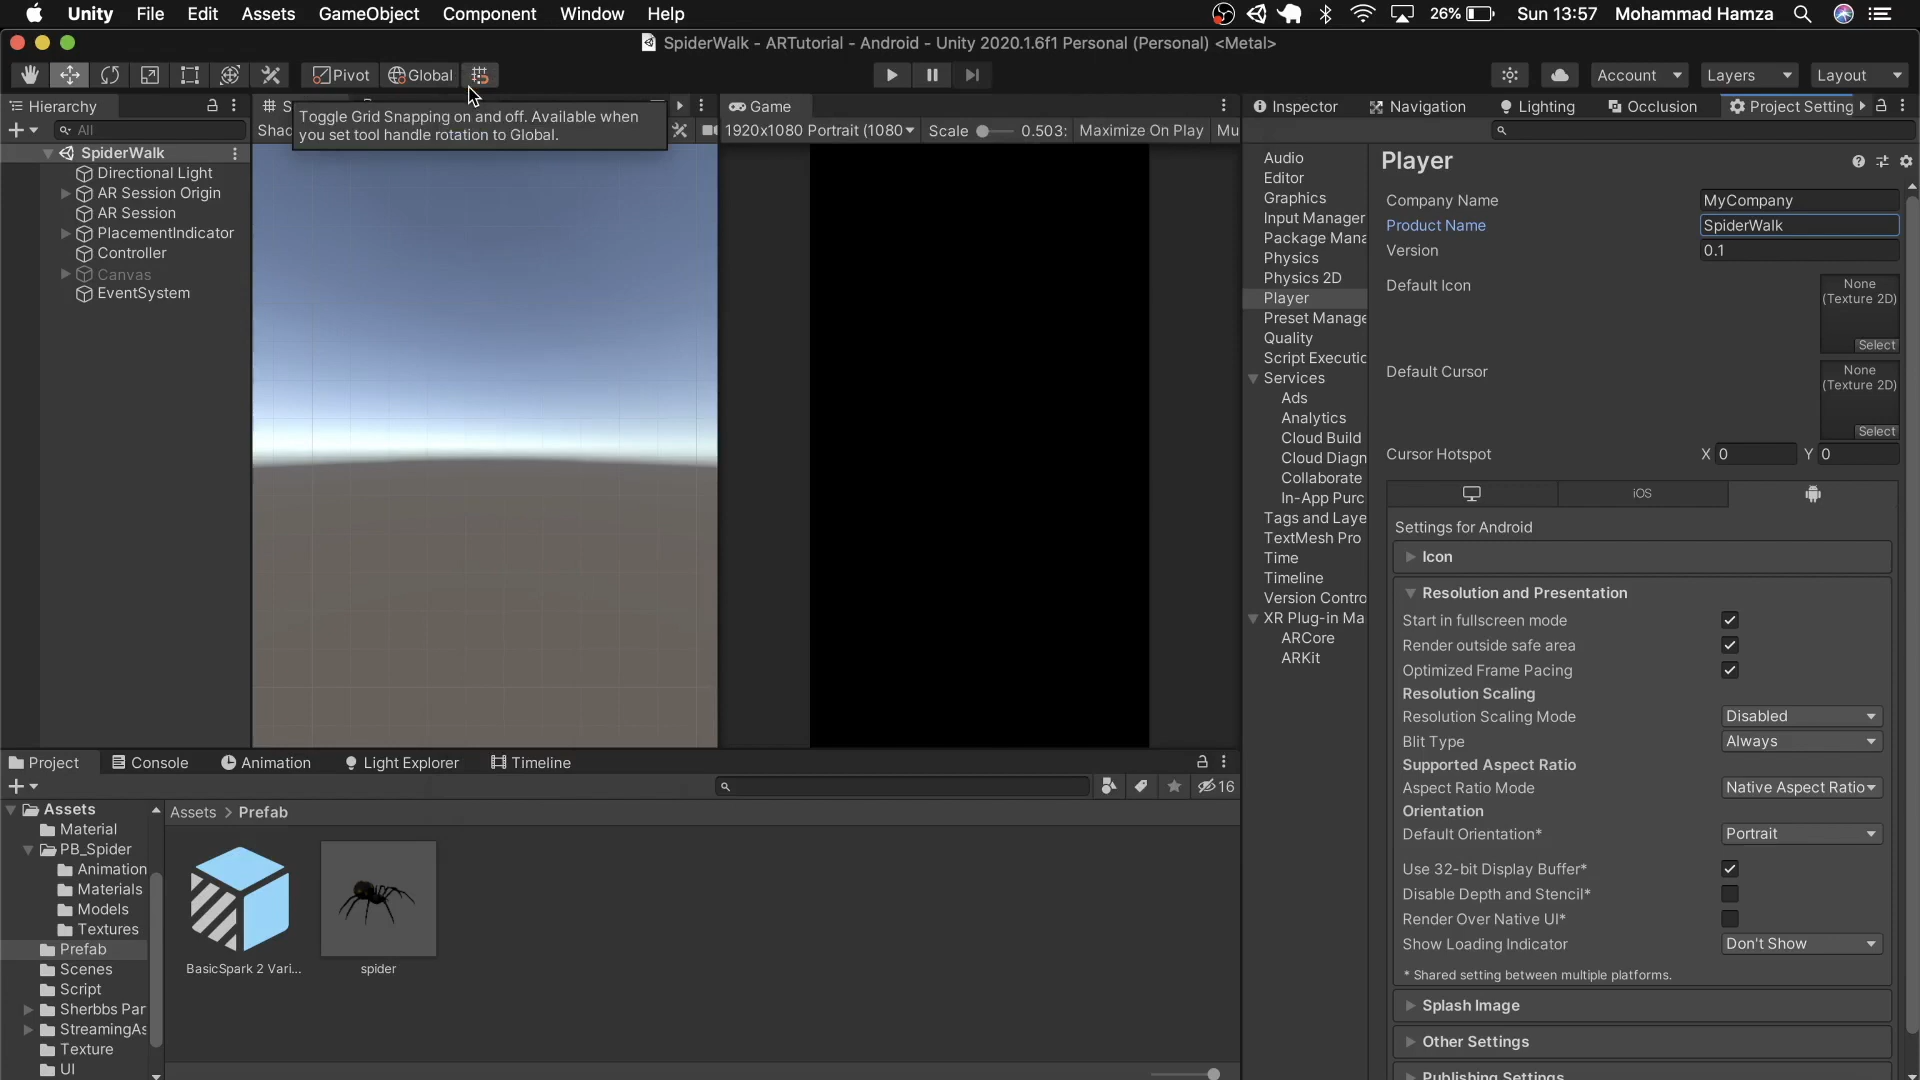 Unity File Edit Assets GameObject Component Window Help
26% Sun 13:57 Mohammad Hamza
SpiderWalk - ARTutorial - Android - Unity 2020.1.6f1 Personal (Personal) <Metal>
Pivot Global
Account Layers Layout
Hierarchy
All
SpiderWalk
Directional Light
AR Session Origin
AR Session
PlacementIndicator
Controller
Canvas
EventSystem
Shad
Toggle Grid Snapping on and off. Available when
you set tool handle rotation to Global.
Game
1920x1080 Portrait (1080 Scale 0.503: Maximize On Play Mu
Inspector Navigation Lighting Occlusion Project Setting
Audio
Editor
Graphics
Input Manager
Package Mana
Physics
Physics 2D
Player
Preset Manage
Quality
Script Executic
Services
Ads
Analytics
Cloud Build
Cloud Diagn
Collaborate
In-App Purc
Tags and Laye
TextMesh Pro
Time
Timeline
Version Contro
XR Plug-in Ma
ARCore
ARKit
Player
Company Name MyCompany
Product Name SpiderWalk
Version 0.1
Default Icon
None
(Texture 2D)
Select
Default Cursor
None
(Texture 2D)
Select
Cursor Hotspot X 0 Y 0
iOS
Settings for Android
Icon
Resolution and Presentation
Start in fullscreen mode
Render outside safe area
Optimized Frame Pacing
Resolution Scaling
Resolution Scaling Mode Disabled
Blit Type Always
Supported Aspect Ratio
Aspect Ratio Mode Native Aspect Ratio
Orientation
Default Orientation* Portrait
Use 32-bit Display Buffer*
Disable Depth and Stencil*
Render Over Native UI*
Show Loading Indicator Don't Show
* Shared setting between multiple platforms.
Splash Image
Other Settings
Publishing Settings
Project Console Animation Light Explorer Timeline
16
Assets
Material
PB_Spider
Animation
Materials
Models
Textures
Prefab
Scenes
Script
Sherbbs Par
StreamingAs
Texture
UI
Assets > Prefab
BasicSpark 2 Vari...
spider